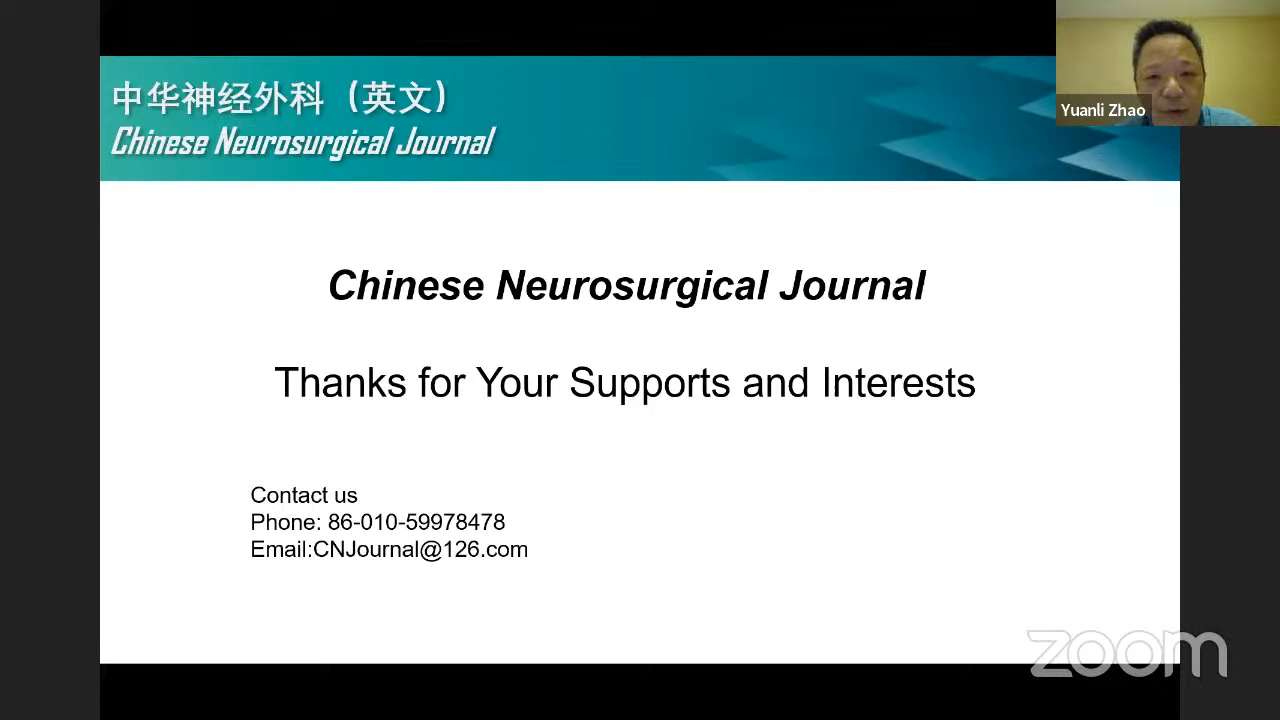 中华神经外科（英文）
Chinese Neurosurgical Journal
Yuanli Zhao
Chinese Neurosurgical Journal
Thanks for Your Supports and Interests
Contact us
Phone: 86-010-59978478
Email:CNJournal@126.com
zoom